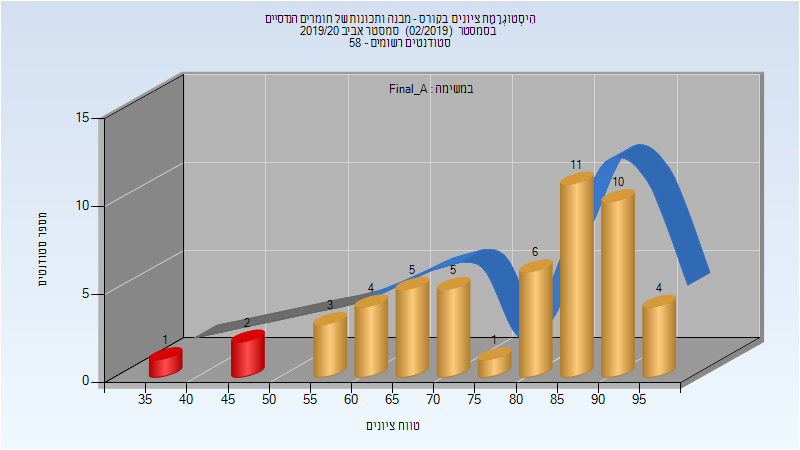 היסטוגרמת ציונים בקורס - מבנה ותכונות של חומרים הנדסיים
בסמסטר (02/2019) סמסטר אביב 2019/20
סטודנטים רשומים - 58
במשימה : Final_A
מספר סטודנטים
15
10
5
0
1
2
3
4
5
5
1
6
11
10
4
35 40 45 50 55 60 65 70 75 80 85 90 95
טווח ציונים